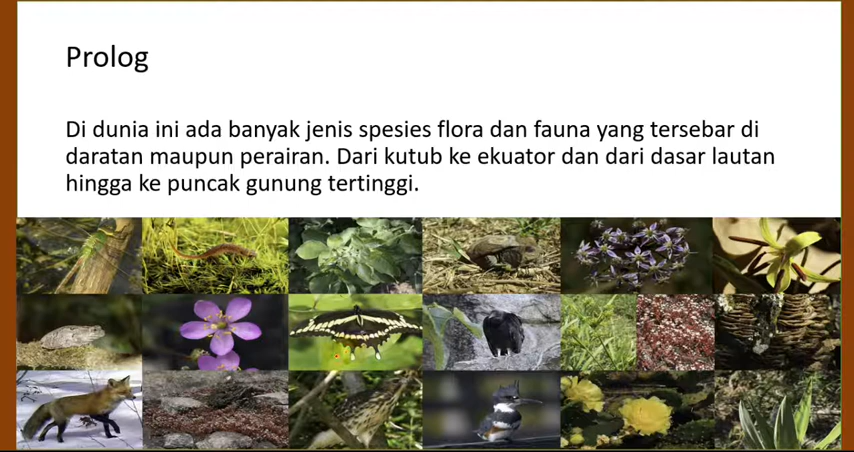 Prolog
Di dunia ini ada banyak jenis spesies flora dan fauna yang tersebar di
daratan maupun perairan. Dari kutub ke ekuator dan dari dasar lautan
hingga ke puncak gunung tertinggi.